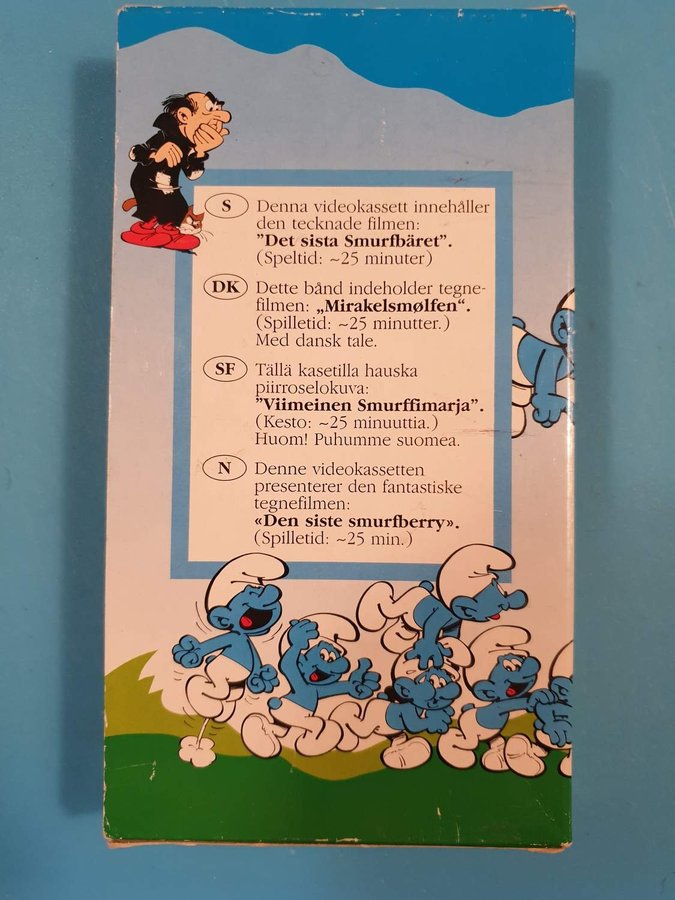 S Denna videokassett innehåller
den tecknade filmen:
”Det sista Smurfbäret”.
(Speltid: ~25 minuter)
DK Dette bånd indeholder tegne-
filmen: „Mirakelsmølfen“.
(Spilletid: ~25 minutter.)
Med dansk tale.
SF Tällä kasetilla hauska
piirroselokuva:
”Viimeinen Smurffimarja”.
(Kesto: ~25 minuuttia.)
Huom! Puhumme suomea.
N Denne videokassetten
presenterer den fantastiske
tegnefilmen:
«Den siste smurfberry».
(Spilletid: ~25 min.)